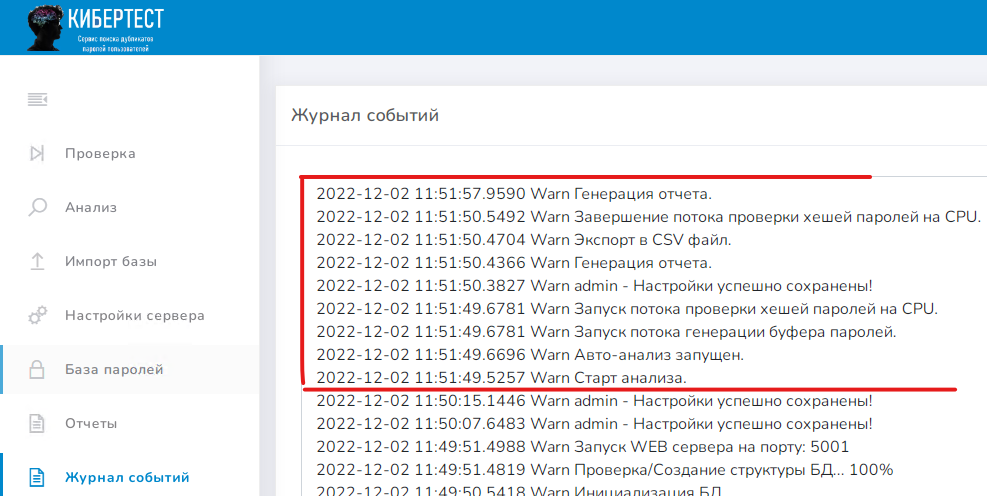 КИБЕРТЕСТ
Сервис поиска дубликатов
паролей пользователей
Проверка
Анализ
Импорт базы
Настройки сервера
База паролей
Отчеты
Журнал событий
Журнал событий
2022-12-02 11:51:57.9590 Warn Генерация отчета.
2022-12-02 11:51:50.5492 Warn Завершение потока проверки хешей паролей на CPU.
2022-12-02 11:51:50.4704 Warn Экспорт в CSV файл.
2022-12-02 11:51:50.4366 Warn Генерация отчета.
2022-12-02 11:51:50.3827 Warn admin - Настройки успешно сохранены!
2022-12-02 11:51:49.6781 Warn Запуск потока проверки хешей паролей на CPU.
2022-12-02 11:51:49.6781 Warn Запуск потока генерации буфера паролей.
2022-12-02 11:51:49.6696 Warn Авто-анализ запущен.
2022-12-02 11:51:49.5257 Warn Старт анализа.
2022-12-02 11:50:15.1446 Warn admin - Настройки успешно сохранены!
2022-12-02 11:50:07.6483 Warn admin - Настройки успешно сохранены!
2022-12-02 11:49:51.4988 Warn Запуск WEB сервера на порту: 5001
2022-12-02 11:49:51.4819 Warn Проверка/Создание структуры БД... 100%
2022-12-02 11:49:50.5418 Warn Инициализация БД